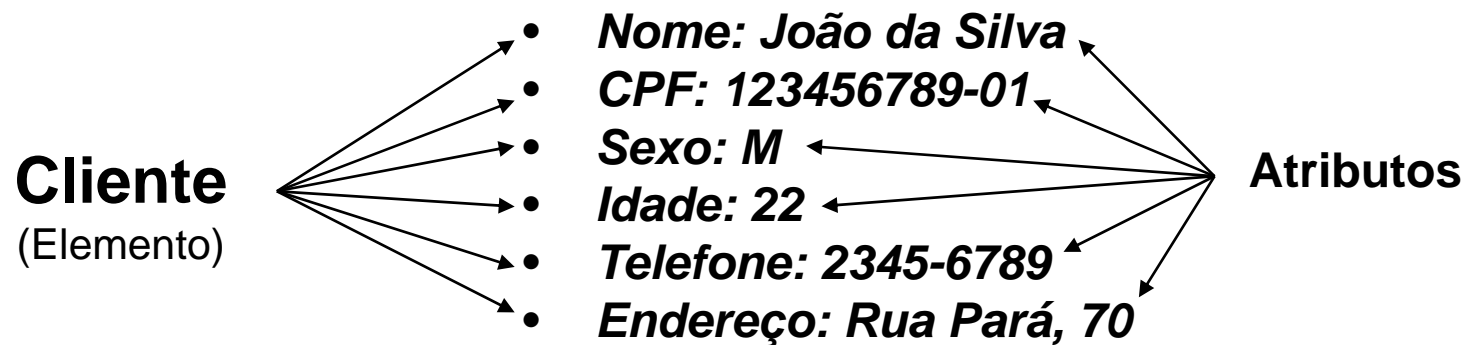 Cliente
(Elemento)
• Nome: João da Silva
• CPF: 123456789-01
• Sexo: M
• Idade: 22
• Telefone: 2345-6789
• Endereço: Rua Pará, 70
Atributos